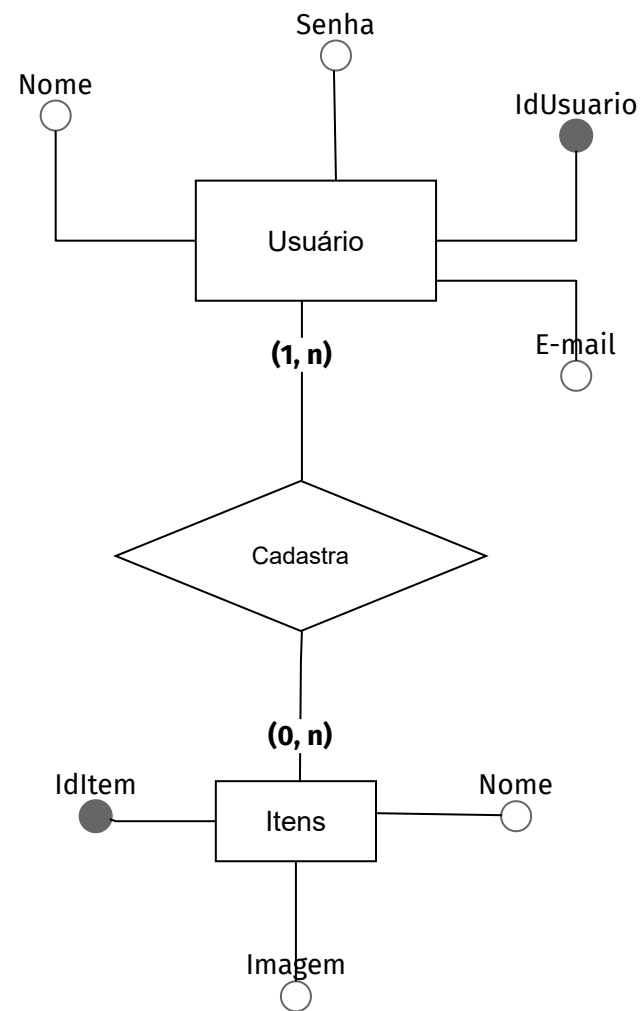 Senha
Nome
IdUsuario
Usuário
(1, n)
E-mail
Cadastra
(0, n)
IdItem
Nome
Itens
Imagem